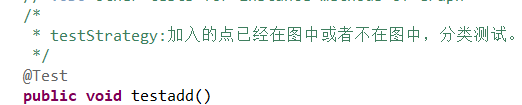 /*
* testStrategy:加入的点已经在图中或者不在图中，分类测试。
*/
@Test
public void testadd()